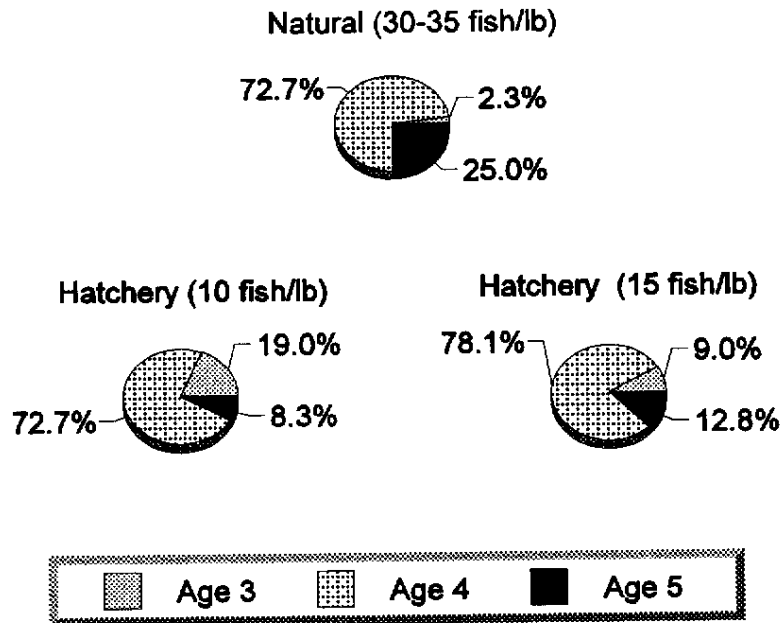 Natural (30-35 fish/lb)
72.7%
2.3%
25.0%
Hatchery (10 fish/lb)
19.0%
72.7%
8.3%
Hatchery (15 fish/lb)
78.1%
9.0%
12.8%
Age 3 Age 4 Age 5